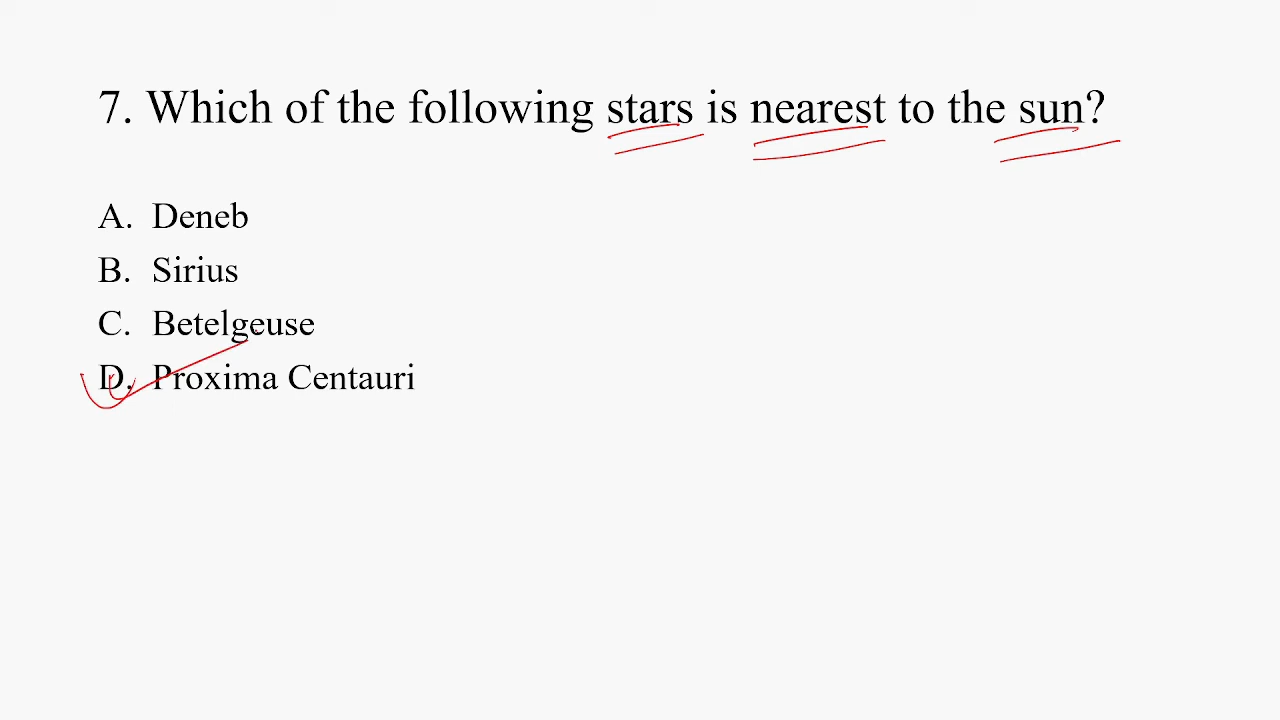 7. Which of the following stars is nearest to the sun?
A. Deneb
B. Sirius
C. Betelgeuse
D. Proxima Centauri